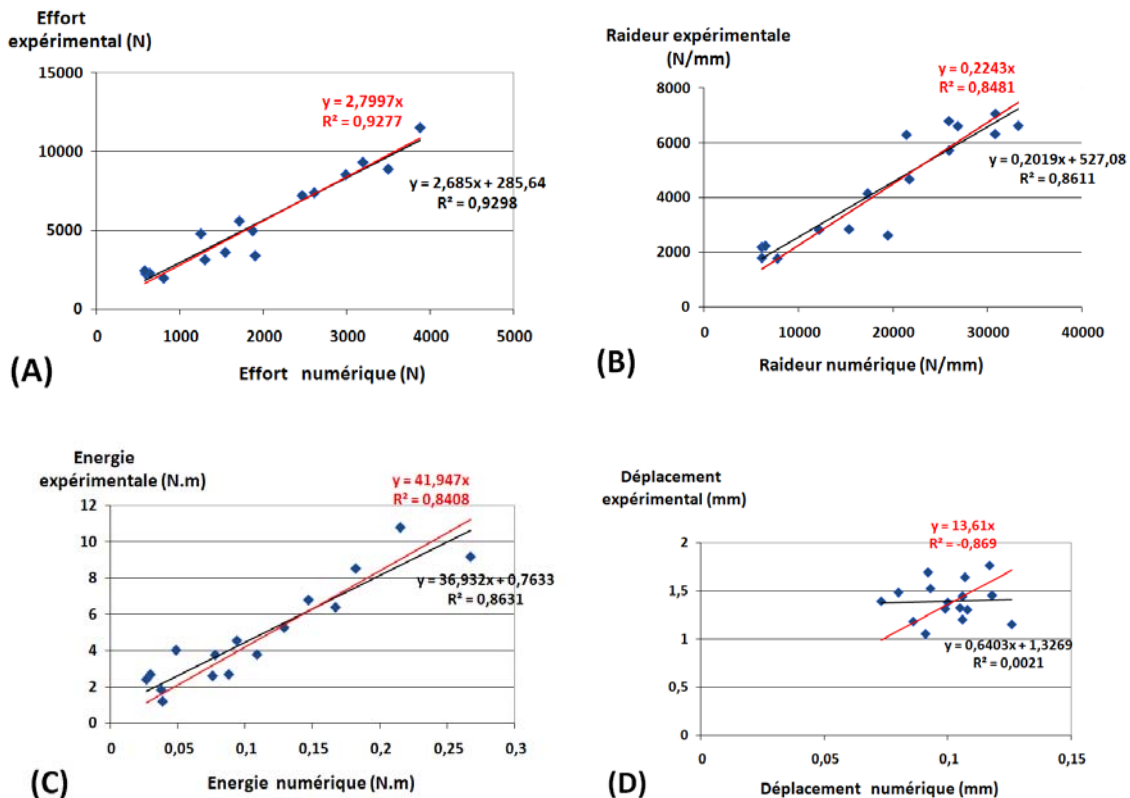 Effort
expérimental (N)
15000
10000
5000
0
y = 2,7997x
R² = 0,9277
y = 2,685x + 285,64
R² = 0,9298
0 1000 2000 3000 4000 5000
Effort numérique (N)
(A)
Raideur expérimentale
(N/mm)
8000
6000
4000
2000
0
y = 0,2243x
R² = 0,8481
y = 0,2019x + 527,08
R² = 0,8611
0 10000 20000 30000 40000
Raideur numérique (N/mm)
(B)
Energie
expérimentale (N.m)
12
10
8
6
4
2
0
y = 41,947x
R² = 0,8408
y = 36,932x + 0,7633
R² = 0,8631
0 0,05 0,1 0,15 0,2 0,25 0,3
Energie numérique (N.m)
(C)
Déplacement
expérimental (mm)
2
1,5
1
0,5
0
y = 13,61x
R² = -0,869
y = 0,6403x + 1,3269
R² = 0,0021
0 0,05 0,1 0,15
Déplacement numérique (mm)
(D)